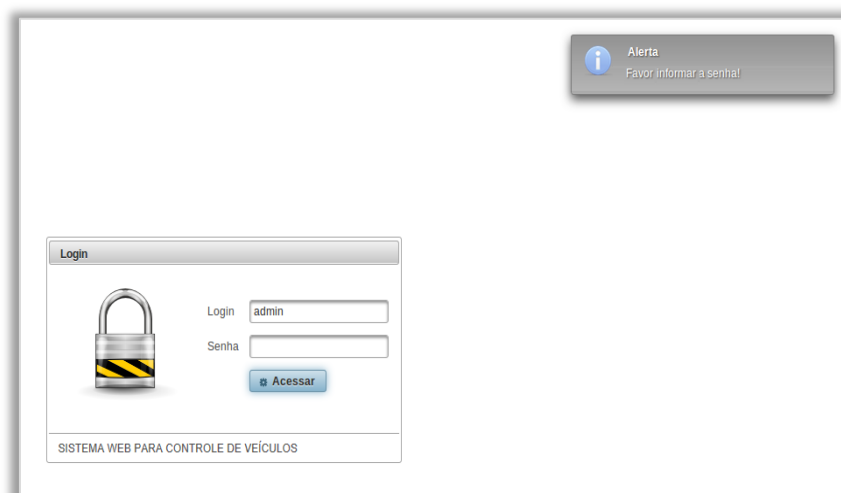 Alerta
Favor informar a senha!
Login
Login admin
Senha
Acessar
SISTEMA WEB PARA CONTROLE DE VEÍCULOS